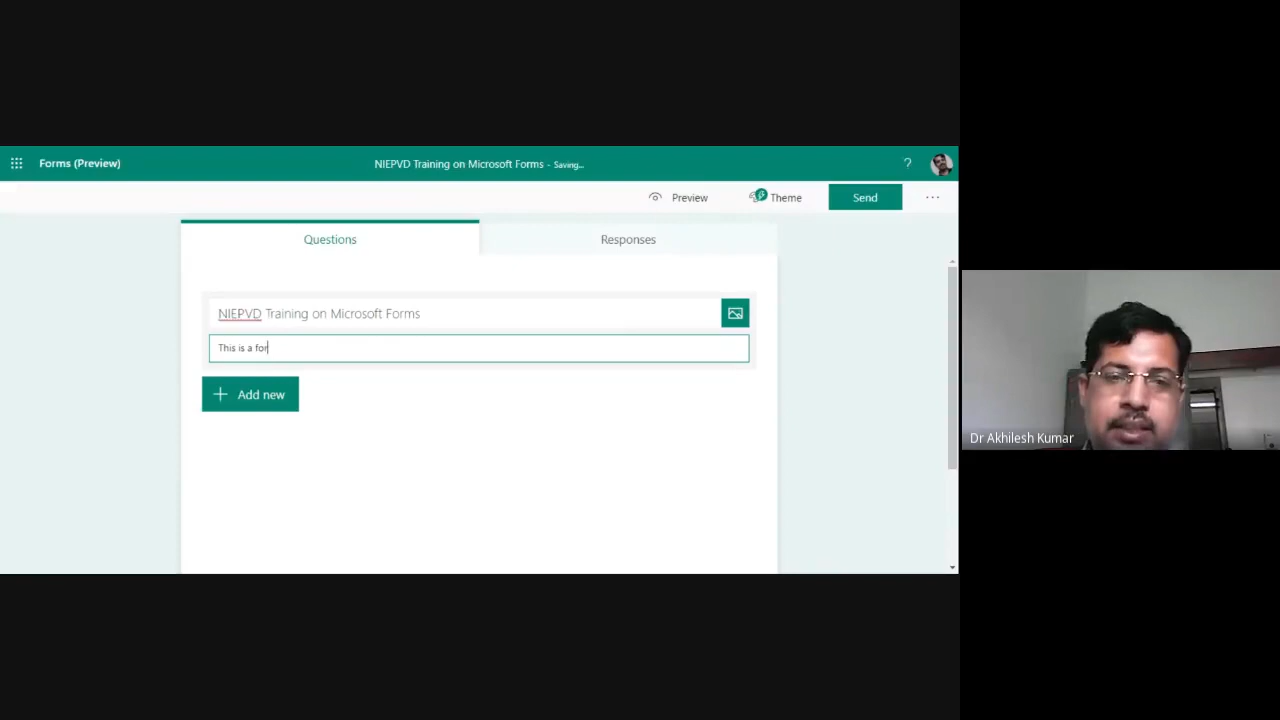 Forms (Preview)
NIEPVD Training on Microsoft Forms - Saving...
?
Preview
Theme
Send
...
Questions
Responses
NIEPVD Training on Microsoft Forms
This is a for
Add new
Dr Akhilesh Kumar